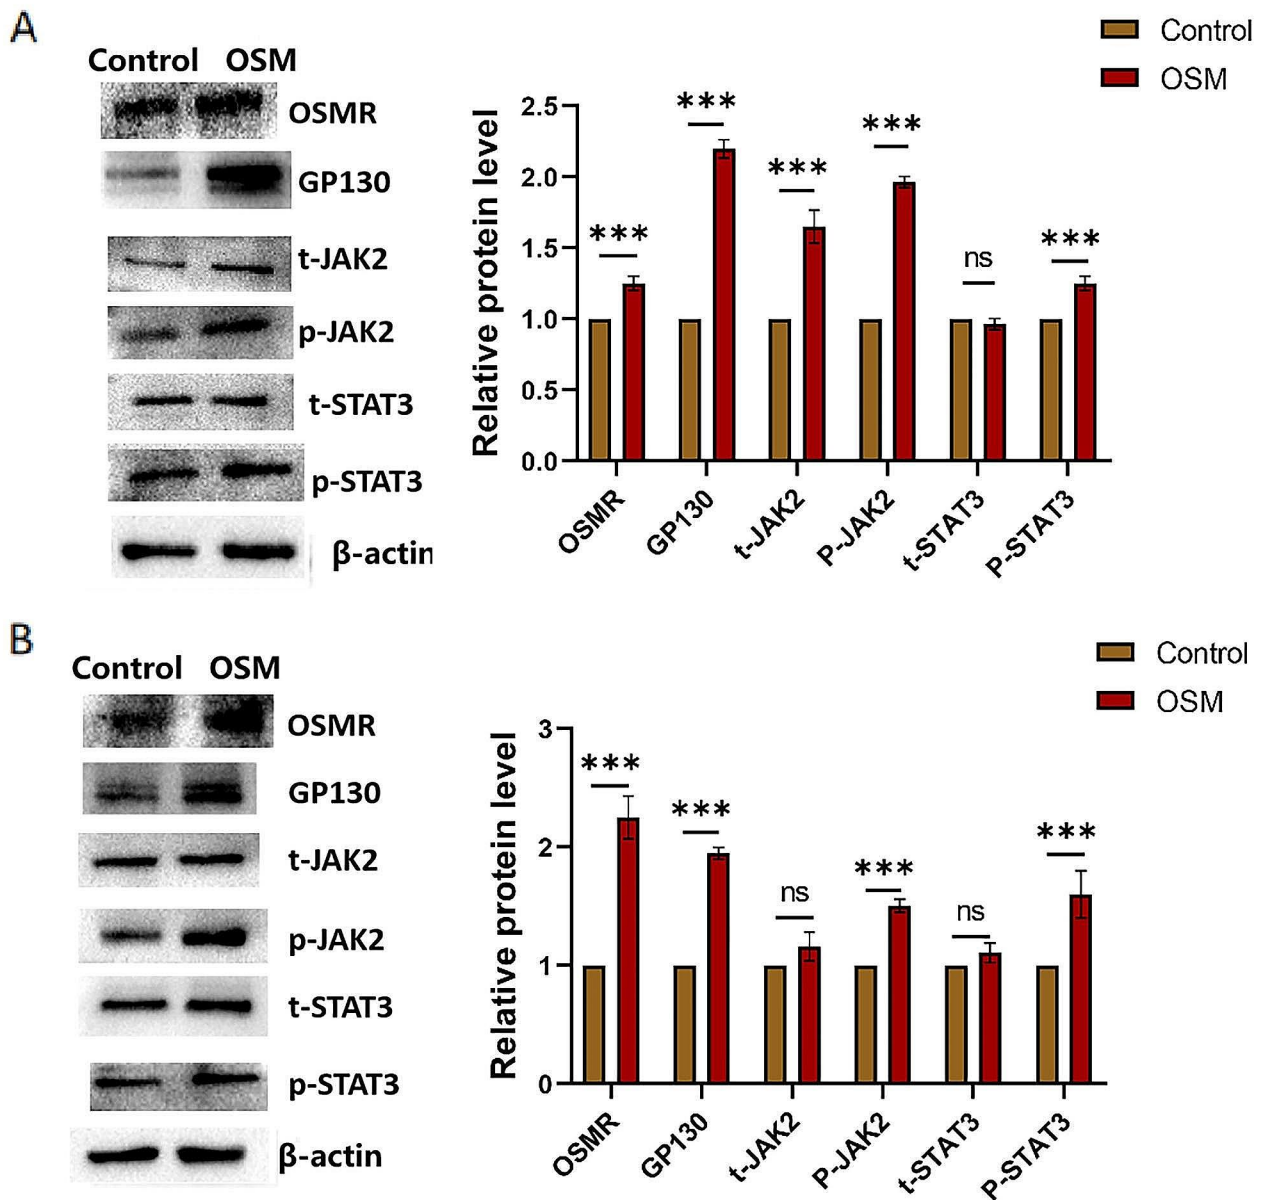 A
Control OSM
OSMR
GP130
t-JAK2
p-JAK2
t-STAT3
p-STAT3
β-actin
Control
OSM
Relative protein level
2.5
2.0
1.5
1.0
0.5
0.0
***
***
***
***
ns
***
OSMR
GP130
t-JAK2
P-JAK2
t-STAT3
P-STAT3
B
Control OSM
OSMR
GP130
t-JAK2
p-JAK2
t-STAT3
p-STAT3
β-actin
Control
OSM
Relative protein level
3
2
1
0
***
***
ns
***
ns
***
OSMR
GP130
t-JAK2
P-JAK2
t-STAT3
P-STAT3